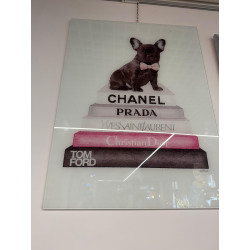 CHANEL
PRADA
YVES SAINT LAURENT
Christian Dior
TOM
FORD